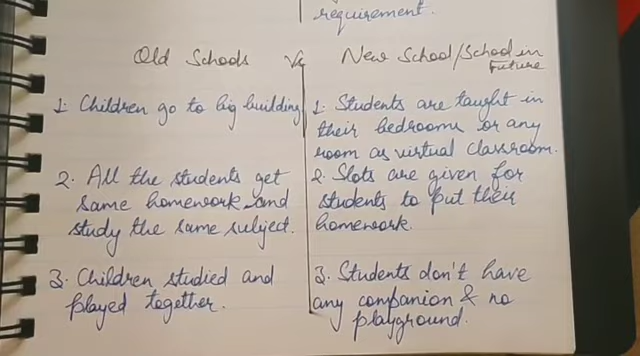 requirement.
Old Schools Vs New School/School in Future
1. Children go to big building
2. All the students get
same homework and
study the same subject.
3. Children studied and
played together.
1. Students are taught in
their bedrooms or any
room as virtual classroom.
2. Slots are given for
students to put their
homework.
3. Students don't have
any companion & no
playground.